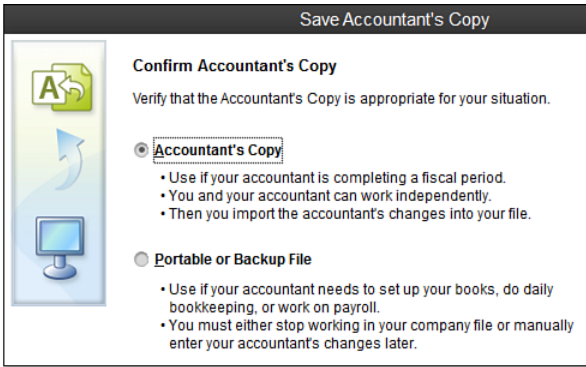 Save Accountant's Copy
A
Confirm Accountant's Copy
Verify that the Accountant's Copy is appropriate for your situation.
Accountant's Copy
• Use if your accountant is completing a fiscal period.
• You and your accountant can work independently.
• Then you import the accountant's changes into your file.
Portable or Backup File
• Use if your accountant needs to set up your books, do daily
bookkeeping, or work on payroll.
• You must either stop working in your company file or manually
enter your accountant's changes later.